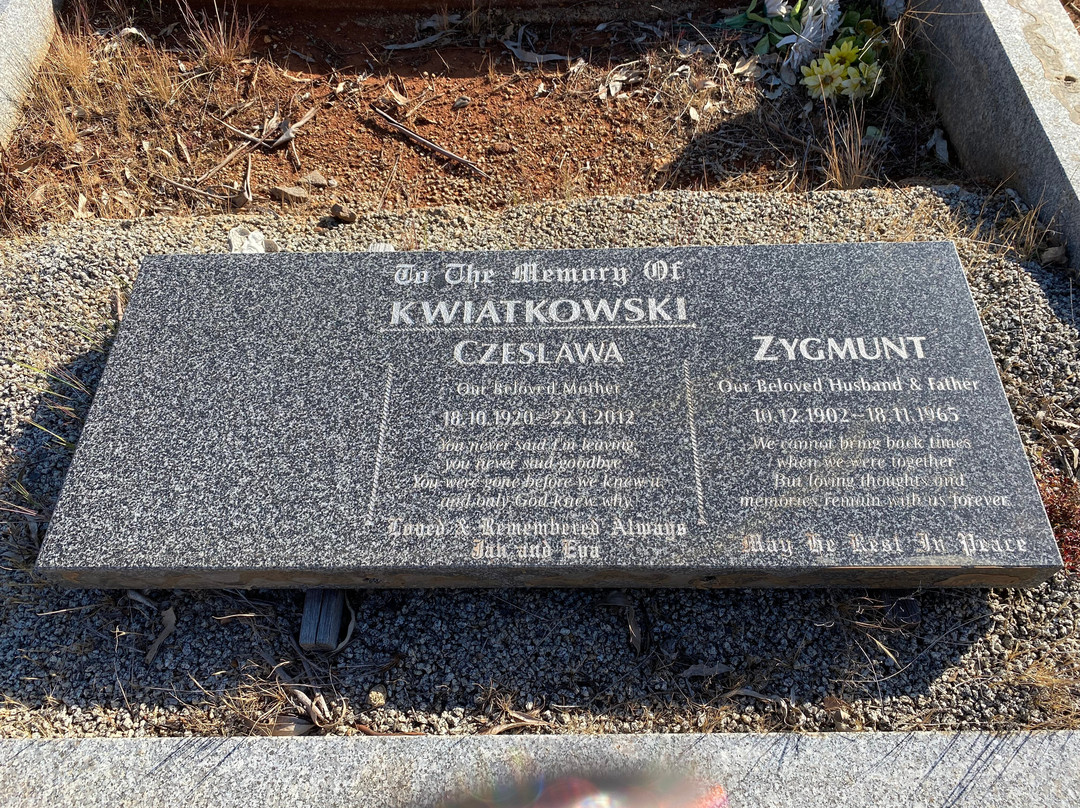 To The Memory Of
KWIATKOWSKI
CZESLAWA
Our Beloved Mother
18.10.1920–22.1.2012
You never said I'm leaving,
you never said goodbye
You were gone before we knew it
and only God knew why
Loved & Remembered Always
Jan and Eva
ZYGMUNT
Our Beloved Husband & Father
10.12.1902–18.11.1965
We cannot bring back times
when we were together
But loving thoughts and
memories remain with us forever
May he Rest In Peace